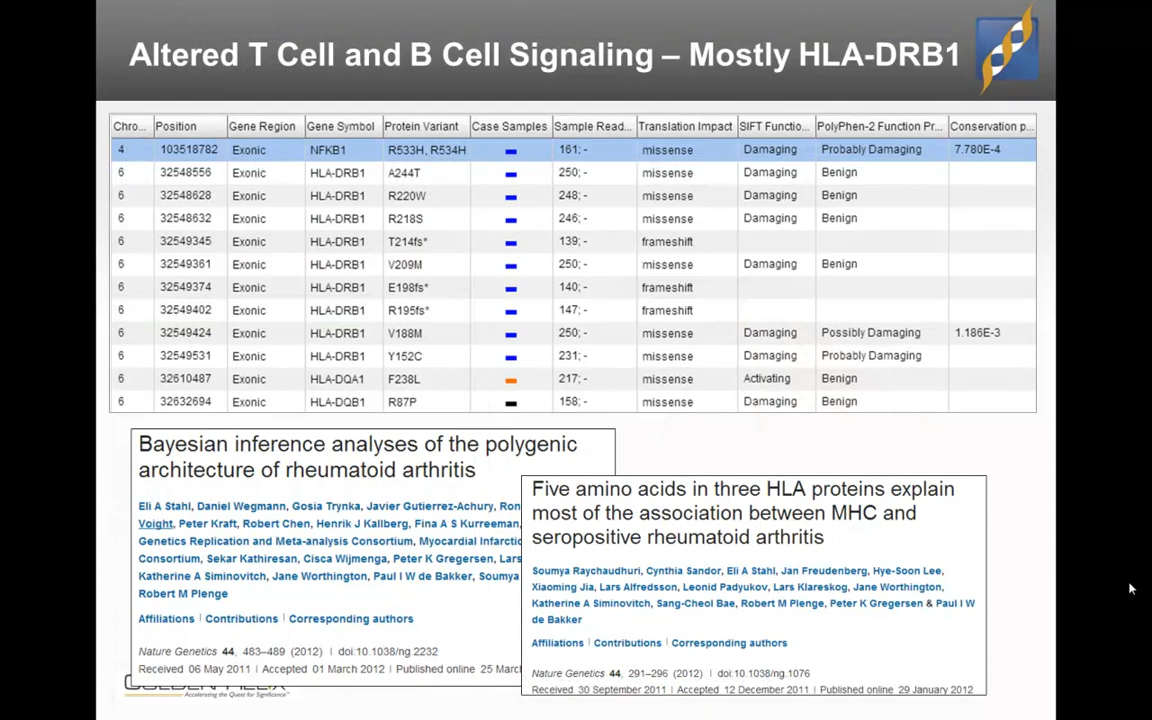 Altered T Cell and B Cell Signaling – Mostly HLA-DRB1
Chro... Position Gene Region Gene Symbol Protein Variant Case Samples Sample Read... Translation Impact SIFT Functio... PolyPhen-2 Function Pr... Conservation p...
4 103518782 Exonic NFKB1 R533H, R534H 161; - missense Damaging Probably Damaging 7.780E-4
6 32548556 Exonic HLA-DRB1 A244T 250; - missense Damaging Benign
6 32548628 Exonic HLA-DRB1 R220W 248; - missense Damaging Benign
6 32548632 Exonic HLA-DRB1 R218S 246; - missense Damaging Benign
6 32549345 Exonic HLA-DRB1 T214fs* 139; - frameshift
6 32549361 Exonic HLA-DRB1 V209M 250; - missense Damaging Benign
6 32549374 Exonic HLA-DRB1 E198fs* 140; - frameshift
6 32549402 Exonic HLA-DRB1 R195fs* 147; - frameshift
6 32549424 Exonic HLA-DRB1 V188M 250; - missense Damaging Possibly Damaging 1.186E-3
6 32549531 Exonic HLA-DRB1 Y152C 231; - missense Damaging Probably Damaging
6 32610487 Exonic HLA-DQA1 F238L 217; - missense Activating Benign
6 32632694 Exonic HLA-DQB1 R87P 158; - missense Damaging Benign
Bayesian inference analyses of the polygenic
architecture of rheumatoid arthritis
Eli A Stahl, Daniel Wegmann, Gosia Trynka, Javier Gutierrez-Achury, Ron
Voight, Peter Kraft, Robert Chen, Henrik J Kallberg, Fina A S Kurreeman,
Genetics Replication and Meta-analysis Consortium, Myocardial Infarctio
Consortium, Sekar Kathiresan, Cisca Wijmenga, Peter K Gregersen, Lars
Katherine A Siminovitch, Jane Worthington, Paul I W de Bakker, Soumya
Robert M Plenge
Affiliations | Contributions | Corresponding authors
Nature Genetics 44, 483–489 (2012) | doi:10.1038/ng.2232
Received 06 May 2011 | Accepted 01 March 2012 | Published online 25 Marc
Five amino acids in three HLA proteins explain
most of the association between MHC and
seropositive rheumatoid arthritis
Soumya Raychaudhuri, Cynthia Sandor, Eli A Stahl, Jan Freudenberg, Hye-Soon Lee,
Xiaoming Jia, Lars Alfredsson, Leonid Padyukov, Lars Klareskog, Jane Worthington,
Katherine A Siminovitch, Sang-Cheol Bae, Robert M Plenge, Peter K Gregersen & Paul I W
de Bakker
Affiliations | Contributions | Corresponding authors
Nature Genetics 44, 291–296 (2012) | doi:10.1038/ng.1076
Received 30 September 2011 | Accepted 12 December 2011 | Published online 29 January 2012
GOLDEN HELIX
Accelerating the Quest for Significance™